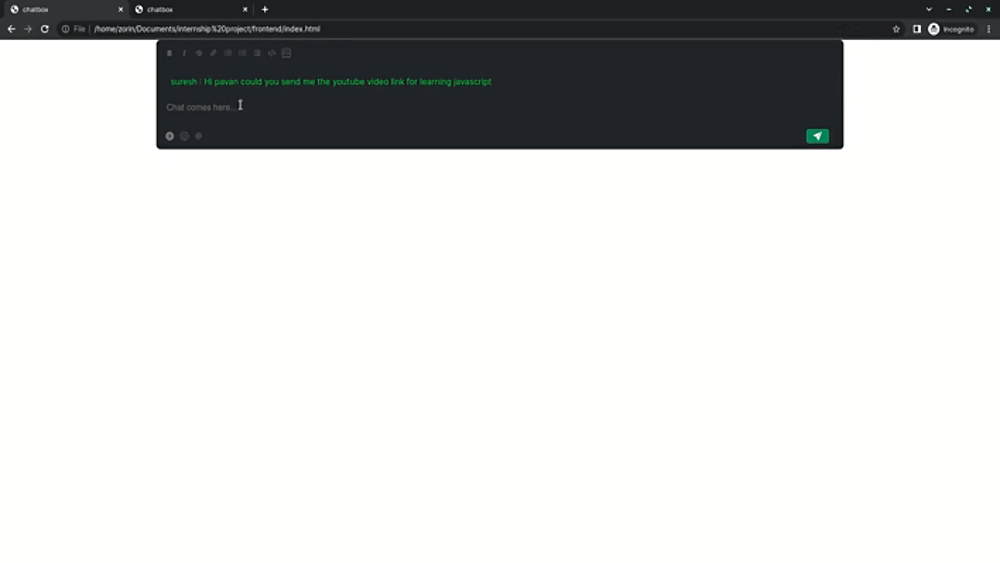 chatbox
chatbox
File
/home/zorin/Documents/internship%20project/frontend/index.html
Incognito
suresh : Hi pavan could you send me the youtube video link for learning javascript
Chat comes here...